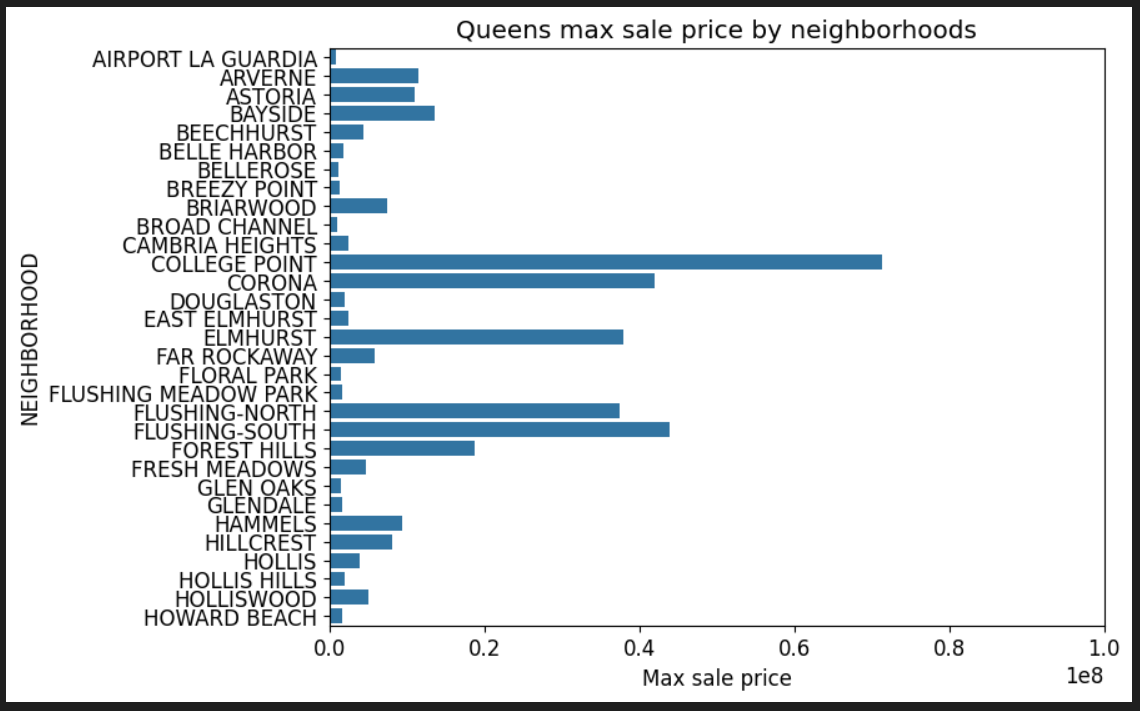 Queens max sale price by neighborhoods
AIRPORT LA GUARDIA
ARVERNE
ASTORIA
BAYSIDE
BEECHHURST
BELLE HARBOR
BELLEROSE
BREEZY POINT
BRIARWOOD
BROAD CHANNEL
CAMBRIA HEIGHTS
COLLEGE POINT
CORONA
DOUGLASTON
EAST ELMHURST
ELMHURST
FAR ROCKAWAY
FLORAL PARK
FLUSHING MEADOW PARK
FLUSHING-NORTH
FLUSHING-SOUTH
FOREST HILLS
FRESH MEADOWS
GLEN OAKS
GLENDALE
HAMMELS
HILLCREST
HOLLIS
HOLLIS HILLS
HOLLISWOOD
HOWARD BEACH
NEIGHBORHOOD
0.0 0.2 0.4 0.6 0.8 1.0
Max sale price
1e8